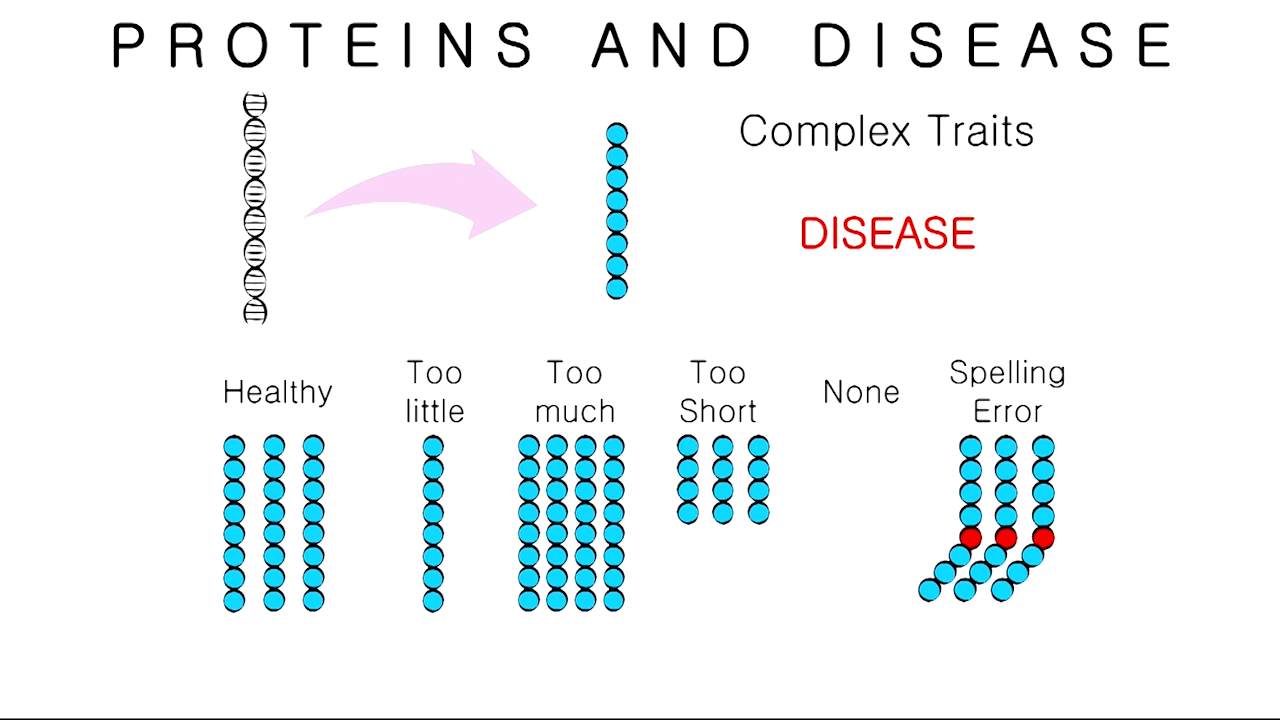 PROTEINS AND DISEASE
Complex Traits
DISEASE
Healthy
Too
little
Too
much
Too
Short
None
Spelling
Error